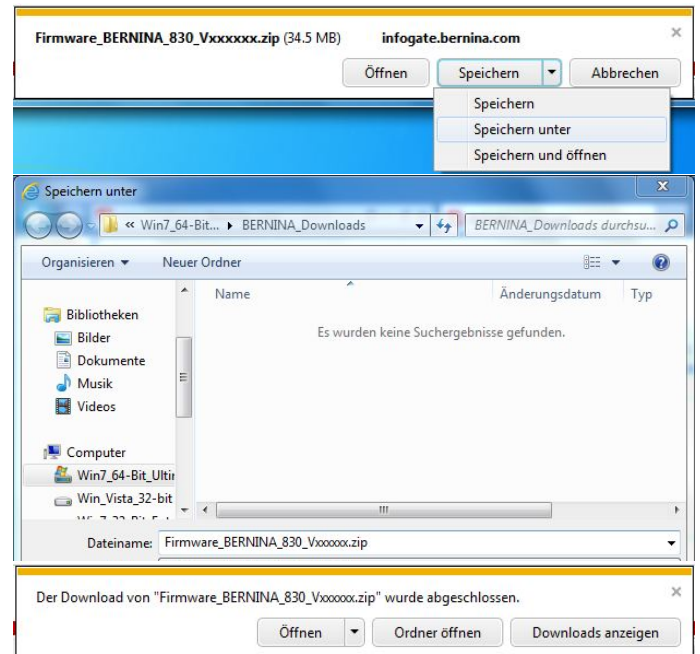 Firmware_BERNINA_830_Vxxxxxx.zip (34.5 MB) infogate.bernina.com
Öffnen Speichern Abbrechen
Speichern
Speichern unter
Speichern und öffnen
Speichern unter
« Win7_64-Bit... BERNINA_Downloads BERNINA_Downloads durchsu...
Organisieren Neuer Ordner
Name Änderungsdatum Typ
Es wurden keine Suchergebnisse gefunden.
Bibliotheken
Bilder
Dokumente
Musik
Videos
Computer
Win7_64-Bit_Ultir
Win_Vista_32-bit
Dateiname: Firmware_BERNINA_830_Vxxxxxx.zip
Der Download von "Firmware_BERNINA_830_Vxxxxxx.zip" wurde abgeschlossen.
Öffnen Ordner öffnen Downloads anzeigen